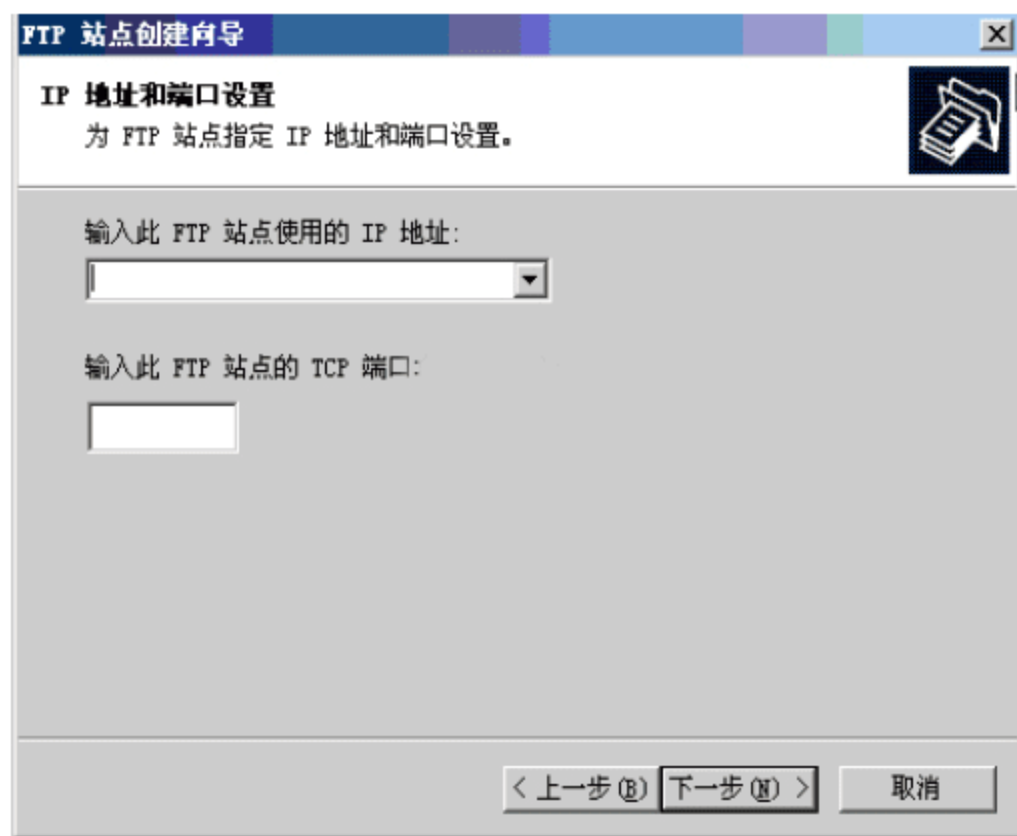 FTP 站点创建向导
IP 地址和端口设置
为 FTP 站点指定 IP 地址和端口设置。
输入此 FTP 站点使用的 IP 地址:
输入此 FTP 站点的 TCP 端口:
< 上一步(B) 下一步(N) > 取消